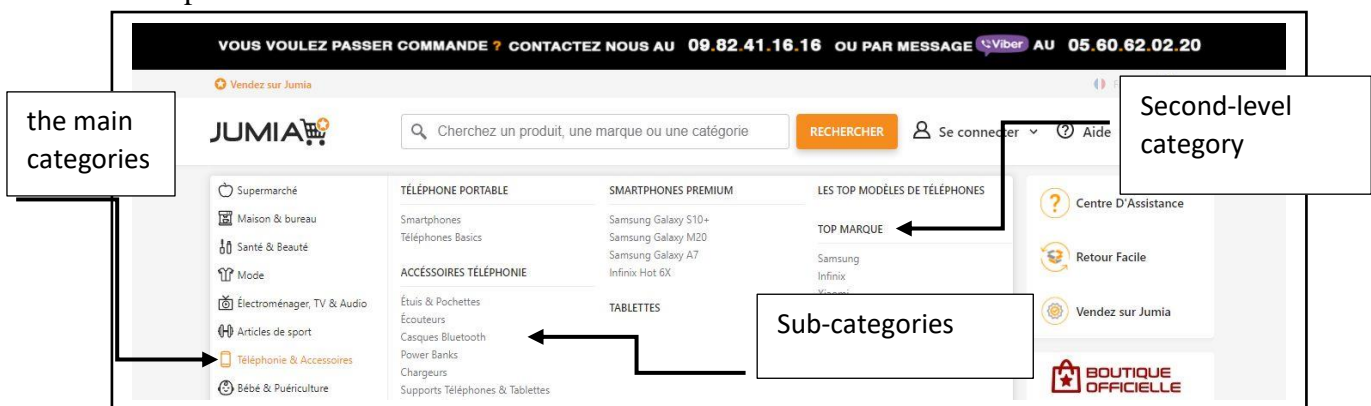 VOUS VOULEZ PASSER COMMANDE ? CONTACTEZ NOUS AU 09.82.41.16.16 OU PAR MESSAGE Viber AU 05.60.62.02.20
Vendez sur Jumia
the main
categories
Second-level
category
JUMIA
Cherchez un produit, une marque ou une catégorie
RECHERCHER
Se connecter
Aide
Supermarché
Maison & bureau
Santé & Beauté
Mode
Électroménager, TV & Audio
Articles de sport
Téléphonie & Accessoires
Bébé & Puériculture
TÉLÉPHONE PORTABLE
Smartphones
Téléphones Basics
ACCÉSSOIRES TÉLÉPHONIE
Étuis & Pochettes
Écouteurs
Casques Bluetooth
Power Banks
Chargeurs
Supports Téléphones & Tablettes
SMARTPHONES PREMIUM
Samsung Galaxy S10+
Samsung Galaxy M20
Samsung Galaxy A7
Infinix Hot 6X
TABLETTES
LES TOP MODÈLES DE TÉLÉPHONES
TOP MARQUE
Samsung
Infinix
Sub-categories
Centre D'Assistance
Retour Facile
Vendez sur Jumia
BOUTIQUE
OFFICIELLE